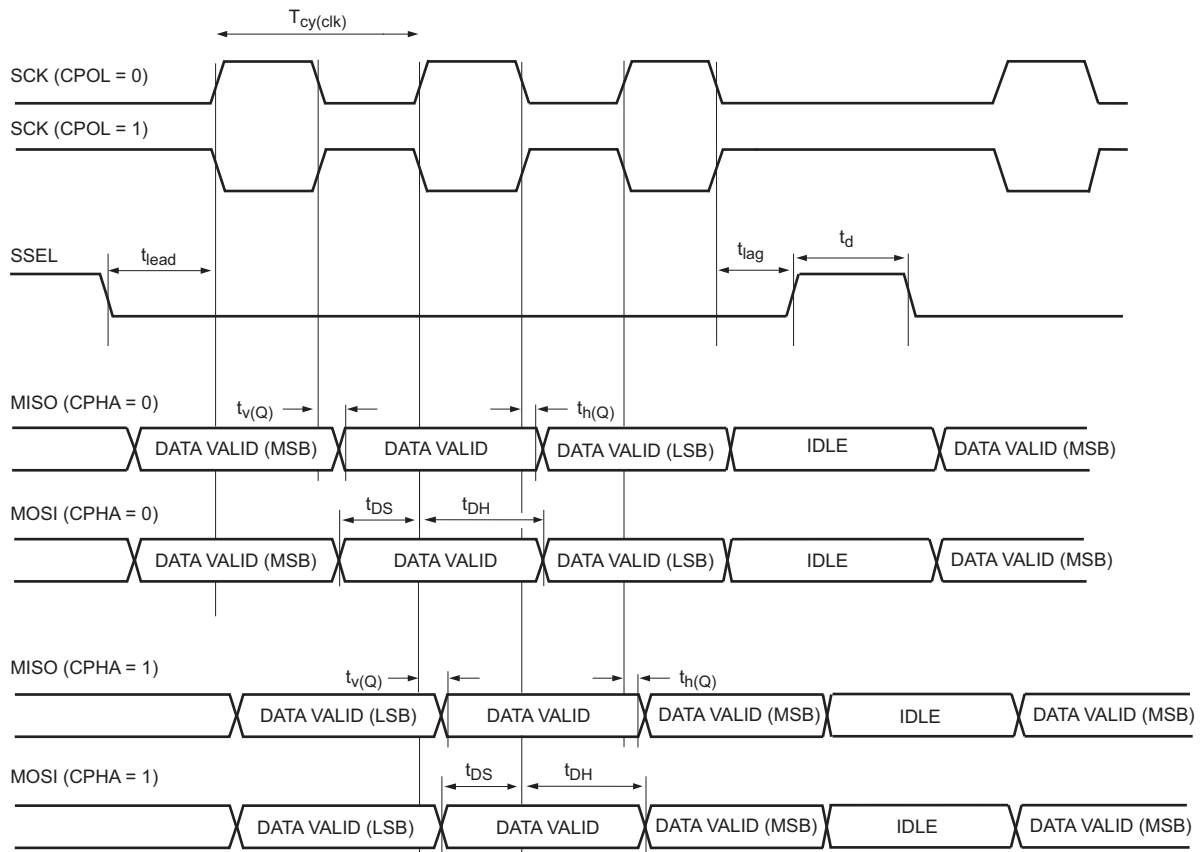 Tcy(clk)
SCK (CPOL = 0)
SCK (CPOL = 1)
SSEL
tlead
tlag
td
MISO (CPHA = 0)
tv(Q)
th(Q)
DATA VALID (MSB) DATA VALID DATA VALID (LSB) IDLE DATA VALID (MSB)
MOSI (CPHA = 0)
tDS
tDH
DATA VALID (MSB) DATA VALID DATA VALID (LSB) IDLE DATA VALID (MSB)
MISO (CPHA = 1)
tv(Q)
th(Q)
DATA VALID (LSB) DATA VALID DATA VALID (MSB) IDLE DATA VALID (MSB)
MOSI (CPHA = 1)
tDS
tDH
DATA VALID (LSB) DATA VALID DATA VALID (MSB) IDLE DATA VALID (MSB)